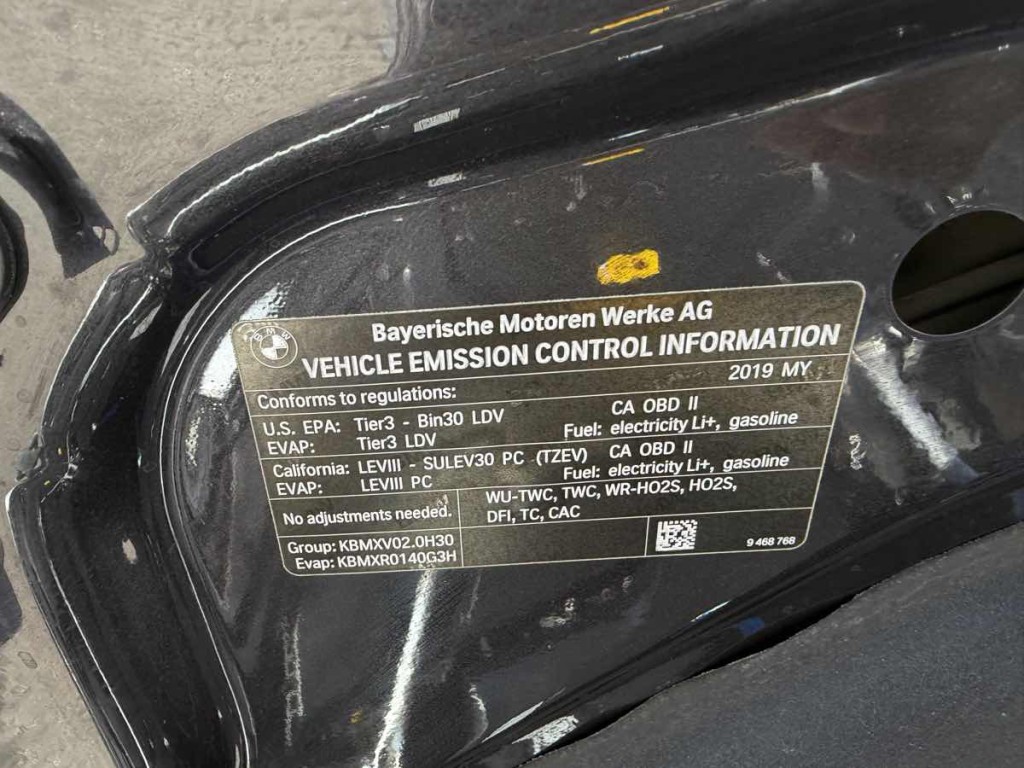 BMW
Bayerische Motoren Werke AG
VEHICLE EMISSION CONTROL INFORMATION
Conforms to regulations: 2019 MY
U.S. EPA: Tier3 - Bin30 LDV CA OBD II
EVAP: Tier3 LDV Fuel: electricity Li+, gasoline
California: LEVIII - SULEV30 PC (TZEV) CA OBD II
EVAP: LEVIII PC Fuel: electricity Li+, gasoline
No adjustments needed.
WU-TWC, TWC, WR-HO2S, HO2S,
DFI, TC, CAC
Group: KBMXV02.0H30
Evap: KBMXR0140G3H
9 468 768